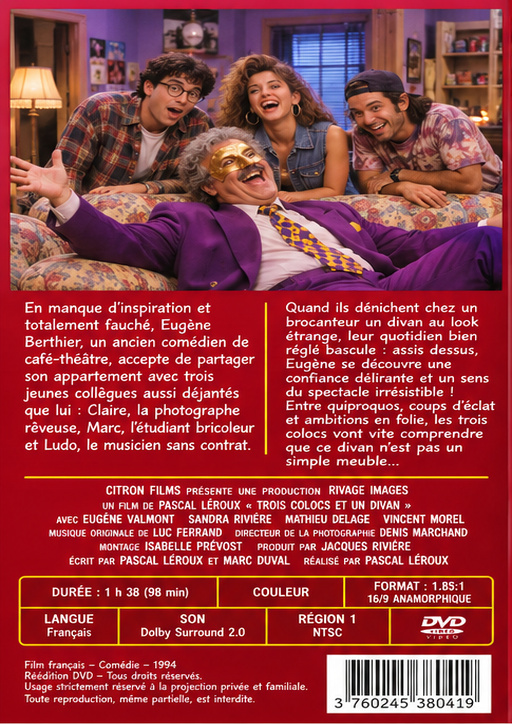 En manque d'inspiration et
totalement fauché, Eugène
Berthier, un ancien comédien de
café-théâtre, accepte de partager
son appartement avec trois
jeunes collègues aussi déjantés
que lui : Claire, la photographe
rêveuse, Marc, l'étudiant bricoleur
et Ludo, le musicien sans contrat.
Quand ils dénichent chez un
brocanteur un divan au look
étrange, leur quotidien bien
réglé bascule : assis dessus,
Eugène se découvre une
confiance délirante et un sens
du spectacle irrésistible !
Entre quiproquos, coups d'éclat
et ambitions en folie, les trois
colocs vont vite comprendre
que ce divan n'est pas un
simple meuble...
CITRON FILMS PRÉSENTE UNE PRODUCTION RIVAGE IMAGES
UN FILM DE PASCAL LÉROUX « TROIS COLOCS ET UN DIVAN »
AVEC EUGÉNE VALMONT SANDRA RIVIÉRE MATHIEU DELAGE VINCENT MOREL
MUSIQUE ORIGINALE DE LUC FERRAND DIRECTEUR DE LA PHOTOGRAPHIE DENIS MARCHAND
MONTAGE ISABELLE PRÉVOST PRODUIT PAR JACQUES RIVIÈRE
ÉCRIT PAR PASCAL LÉROUX ET MARC DUVAL RÉALISÉ PAR PASCAL LÉROUX
DURÉE : 1 h 38 (98 min)
COULEUR
FORMAT : 1.85:1
16/9 ANAMORPHIQUE
LANGUE
Français
SON
Dolby Surround 2.0
RÉGION 1
NTSC
DVD
VIDEO
Film français – Comédie – 1994
Réédition DVD – Tous droits réservés.
Usage strictement réservé à la projection privée et familiale.
Toute reproduction, même partielle, est interdite.
3 760245 380419